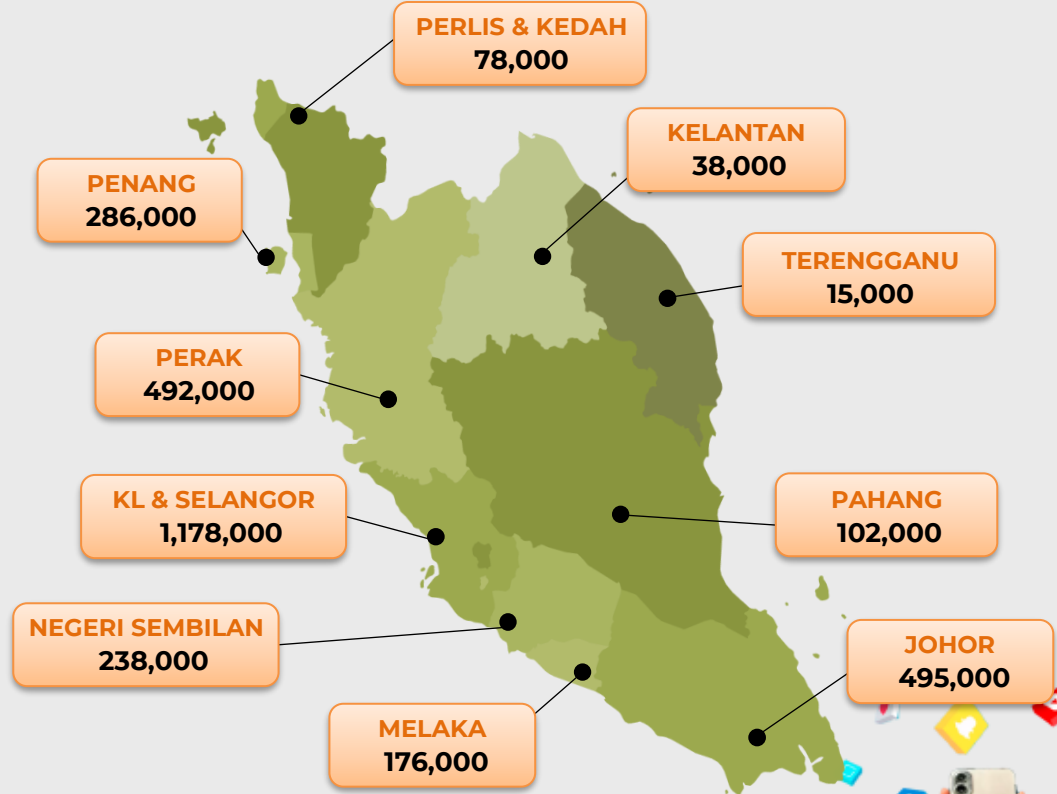 PERLIS & KEDAH
78,000
KELANTAN
38,000
PENANG
286,000
TERENGGANU
15,000
PERAK
492,000
KL & SELANGOR
1,178,000
PAHANG
102,000
NEGERI SEMBILAN
238,000
JOHOR
495,000
MELAKA
176,000